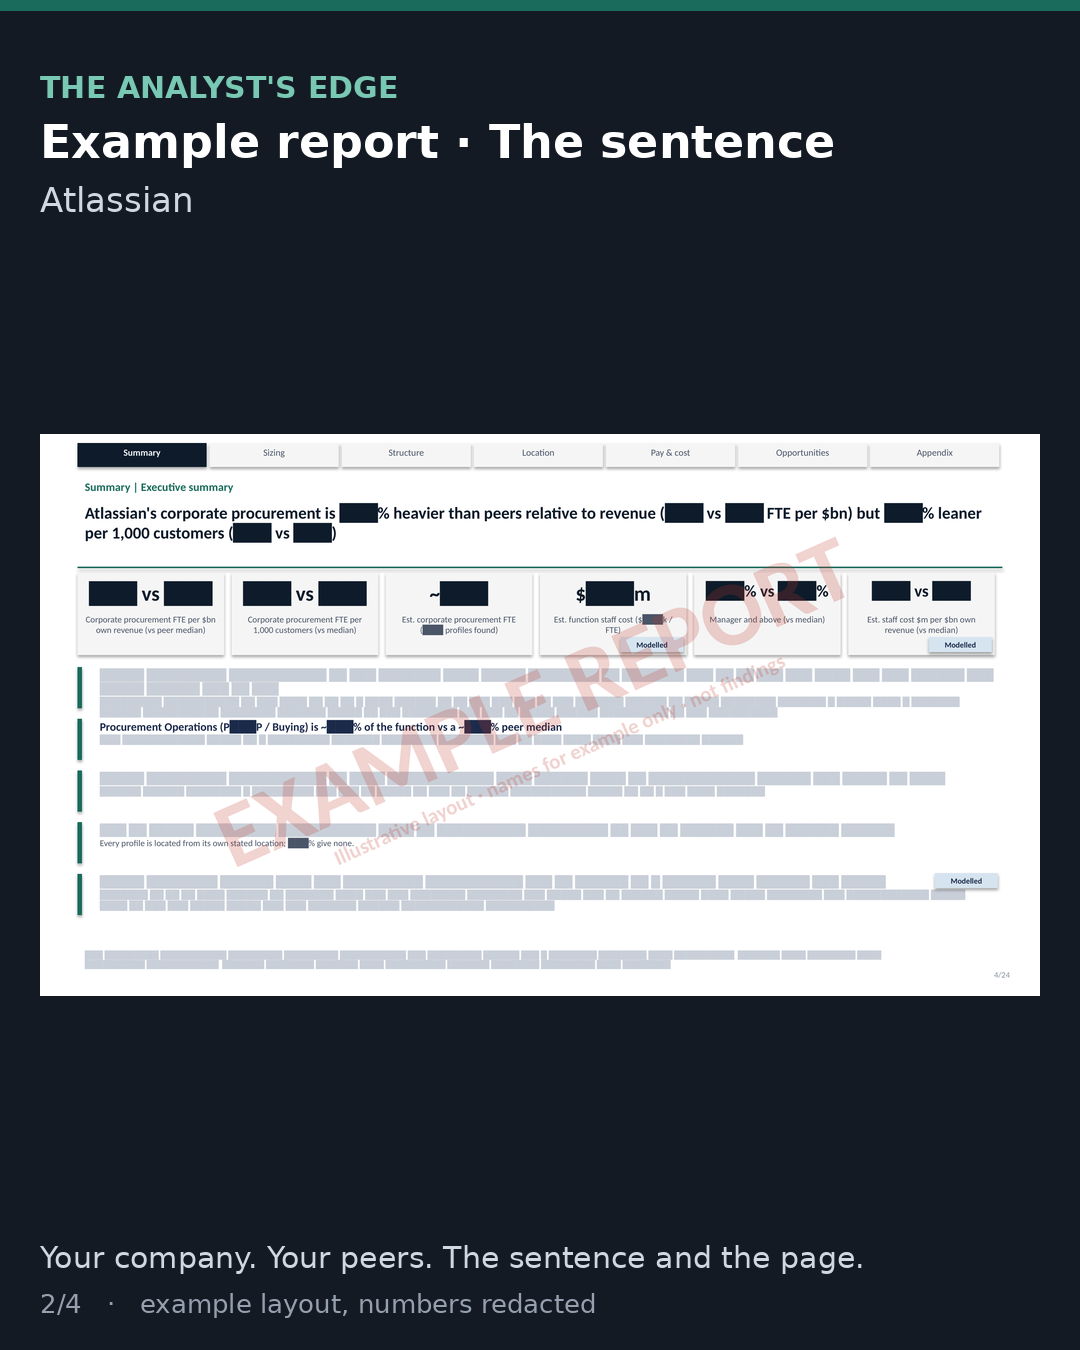 THE ANALYST'S EDGE
Example report · The sentence
Atlassian
Summary
Sizing
Structure
Location
Pay & cost
Opportunities
Appendix
Summary | Executive summary
Atlassian's corporate procurement is % heavier than peers relative to revenue ( vs FTE per $bn) but % leaner
per 1,000 customers ( vs )
vs
Corporate procurement FTE per $bn
own revenue (vs peer median)
vs
Corporate procurement FTE per
1,000 customers (vs median)
~
Est. corporate procurement FTE
( profiles found)
$ m
Est. function staff cost ($ /
FTE)
Modelled
% vs %
Manager and above (vs median)
vs
Est. staff cost $m per $bn own
revenue (vs median)
Modelled
Procurement Operations (P P / Buying) is ~ % of the function vs a ~ % peer median
Every profile is located from its own stated location; % give none.
Modelled
EXAMPLE REPORT
Illustrative layout · names for example only · not findings
4/24
Your company. Your peers. The sentence and the page.
2/4 · example layout, numbers redacted